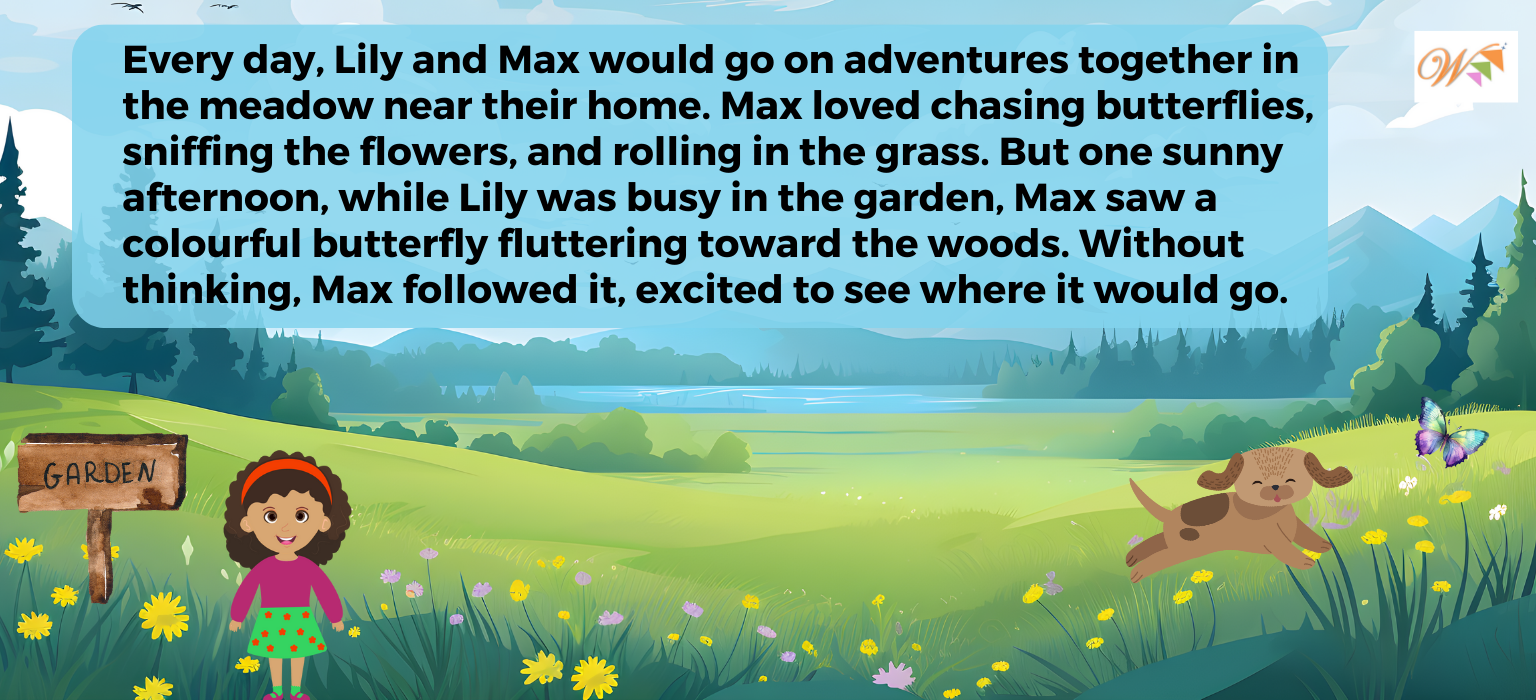 Every day, Lily and Max would go on adventures together in
the meadow near their home. Max loved chasing butterflies,
sniffing the flowers, and rolling in the grass. But one sunny
afternoon, while Lily was busy in the garden, Max saw a
colourful butterfly fluttering toward the woods. Without
thinking, Max followed it, excited to see where it would go.
W
GARDEN